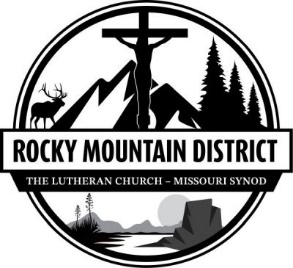 ROCKY MOUNTAIN DISTRICT
THE LUTHERAN CHURCH – MISSOURI SYNOD